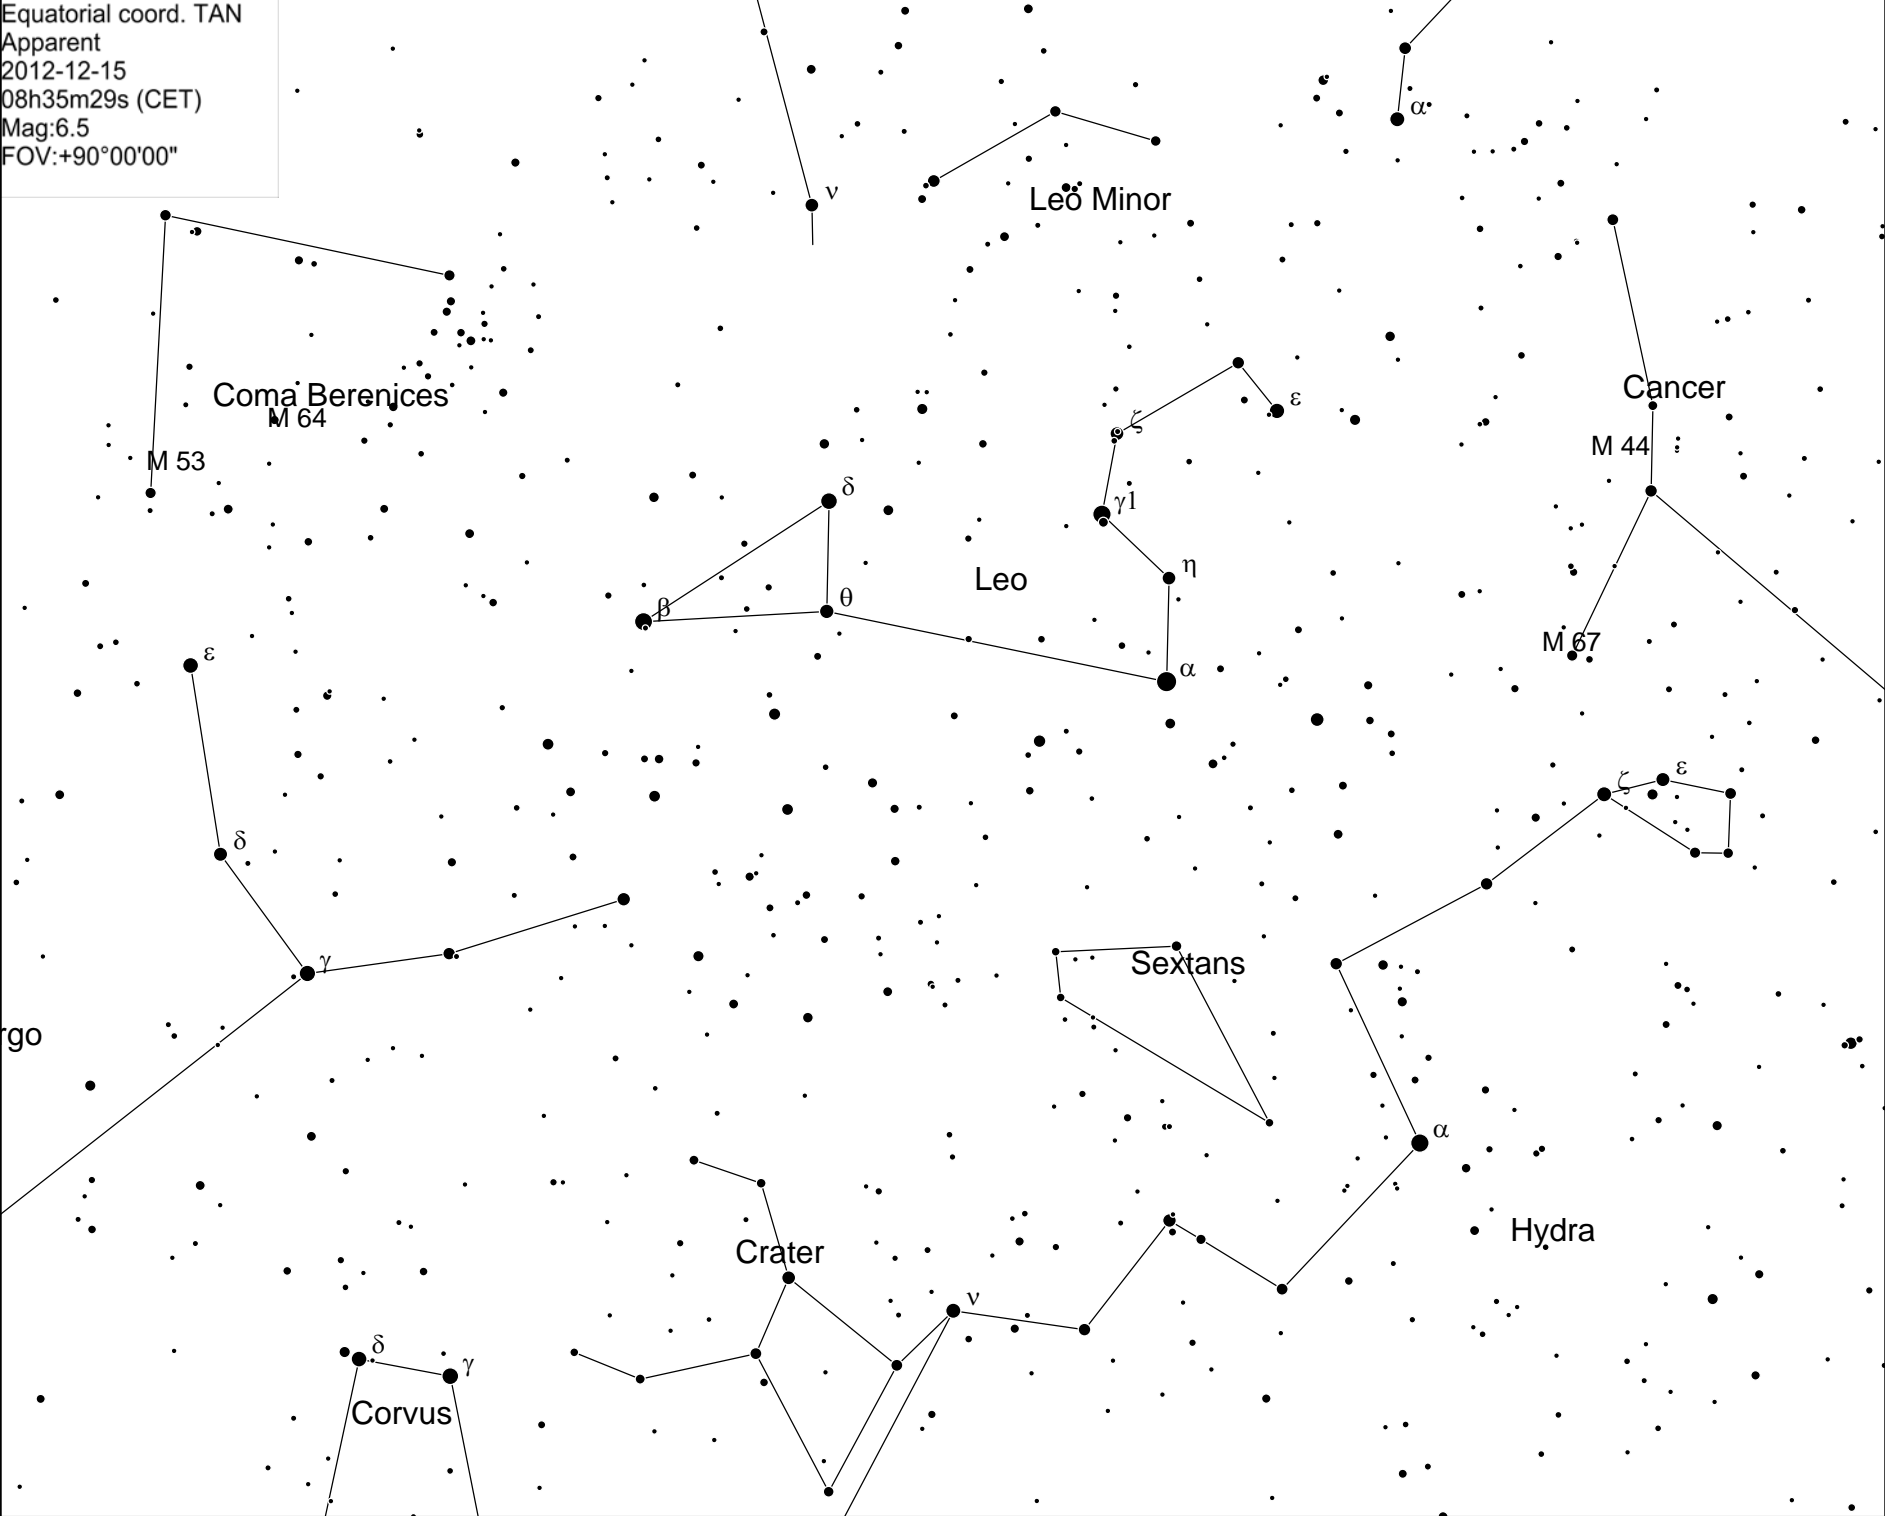 Equatorial coord. TAN
Apparent
2012-12-15
08h35m29s (CET)
Mag:6.5
FOV:+90°00'00"
α
ν
Leo Minor
Coma Berenices
M 64
M 53
Cancer
M 44
ε
ζ
δ
γ1
η
Leo
θ
β
α
M 67
ε
ζ
ε
δ
γ
Sextans
rgo
α
Hydra
Crater
ν
δ
γ
Corvus